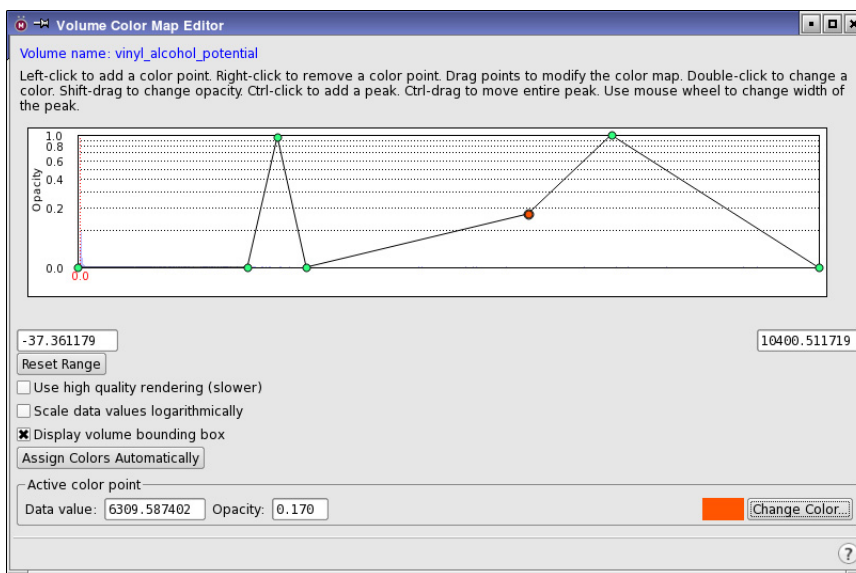 Volume Color Map Editor
Volume name: vinyl_alcohol_potential
Left-click to add a color point. Right-click to remove a color point. Drag points to modify the color map. Double-click to change a
color. Shift-drag to change opacity. Ctrl-click to add a peak. Ctrl-drag to move entire peak. Use mouse wheel to change width of
the peak.
1.0
0.8
0.6
0.4
0.2
0.0
Opacity
0.0
-37.361179 10400.511719
Reset Range
Use high quality rendering (slower)
Scale data values logarithmically
Display volume bounding box
Assign Colors Automatically
Active color point
Data value: 6309.587402 Opacity: 0.170 Change Color...
?